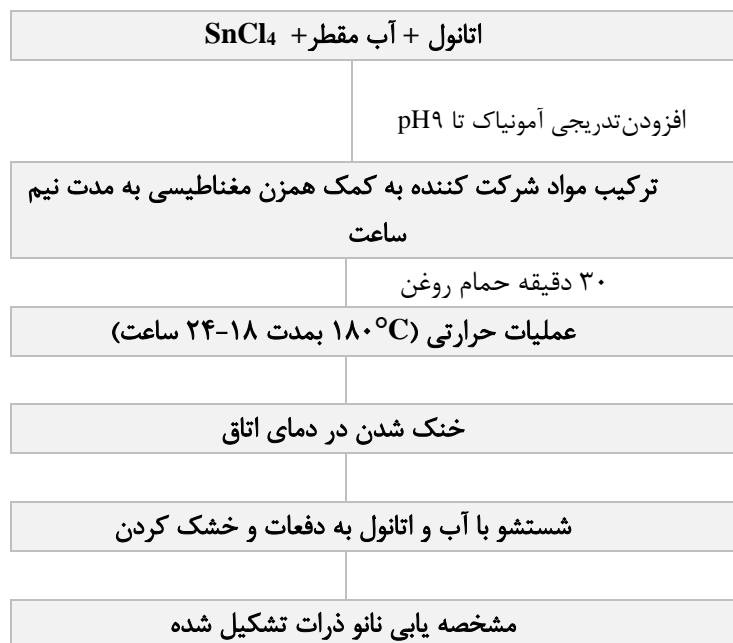 اتانول + آب مقطر+ SnCl₄
افزودن‌تدریجی آمونیاک تا pH۹
ترکیب مواد شرکت کننده به کمک همزن مغناطیسی به مدت نیم
ساعت
۳۰ دقیقه حمام روغن
عملیات حرارتی (۱۸۰°C بمدت ۱۸-۲۴ ساعت)
خنک شدن در دمای اتاق
شستشو با آب و اتانول به دفعات و خشک کردن
مشخصه یابی نانو ذرات تشکیل شده